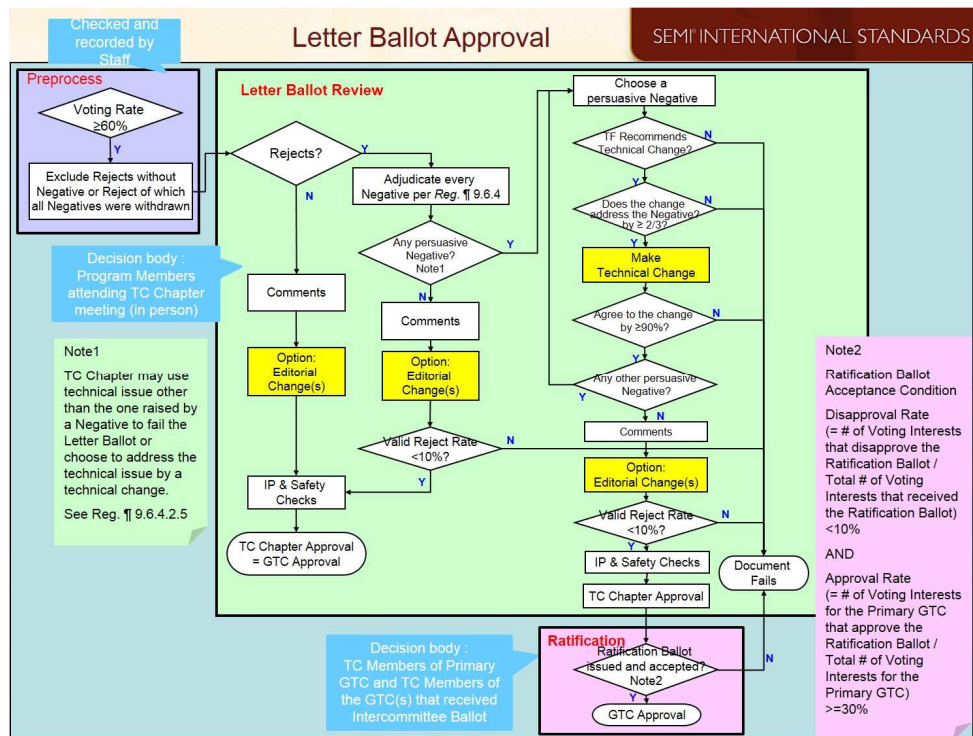 Checked and
recorded by
Staff
Letter Ballot Approval
SEMI® INTERNATIONAL STANDARDS
Preprocess
Voting Rate
≥60%
Y
Exclude Rejects without
Negative or Reject of which
all Negatives were withdrawn
Letter Ballot Review
Rejects?
Y
N
Adjudicate every
Negative per Reg. ¶ 9.6.4
Any persuasive
Negative?
Note1
Y
N
Decision body :
Program Members
attending TC Chapter
meeting (in person)
Comments
Option:
Editorial
Change(s)
Comments
Option:
Editorial
Change(s)
Valid Reject Rate
<10%?
N
Y
IP & Safety
Checks
TC Chapter Approval
= GTC Approval
Note1
TC Chapter may use
technical issue other
than the one raised by
a Negative to fail the
Letter Ballot or
choose to address the
technical issue by a
technical change.
See Reg. ¶ 9.6.4.2.5
Choose a
persuasive Negative
TF Recommends
Technical Change?
N
Y
Does the change
address the Negative?
by ≥ 2/3?
N
Y
Make
Technical Change
Agree to the change
by ≥90%?
N
Y
Any other persuasive
Negative?
Y
N
Comments
Option:
Editorial Change(s)
Valid Reject Rate
<10%?
N
Y
IP & Safety Checks
TC Chapter Approval
Document
Fails
Decision body :
TC Members of Primary
GTC and TC Members of
the GTC(s) that received
Intercommittee Ballot
Ratification
Ratification Ballot
issued and accepted?
Note2
N
Y
GTC Approval
Note2
Ratification Ballot
Acceptance Condition
Disapproval Rate
(= # of Voting Interests
that disapprove the
Ratification Ballot /
Total # of Voting
Interests that received
the Ratification Ballot)
<10%
AND
Approval Rate
(= # of Voting Interests
for the Primary GTC
that approve the
Ratification Ballot /
Total # of Voting
Interests for the
Primary GTC)
>=30%